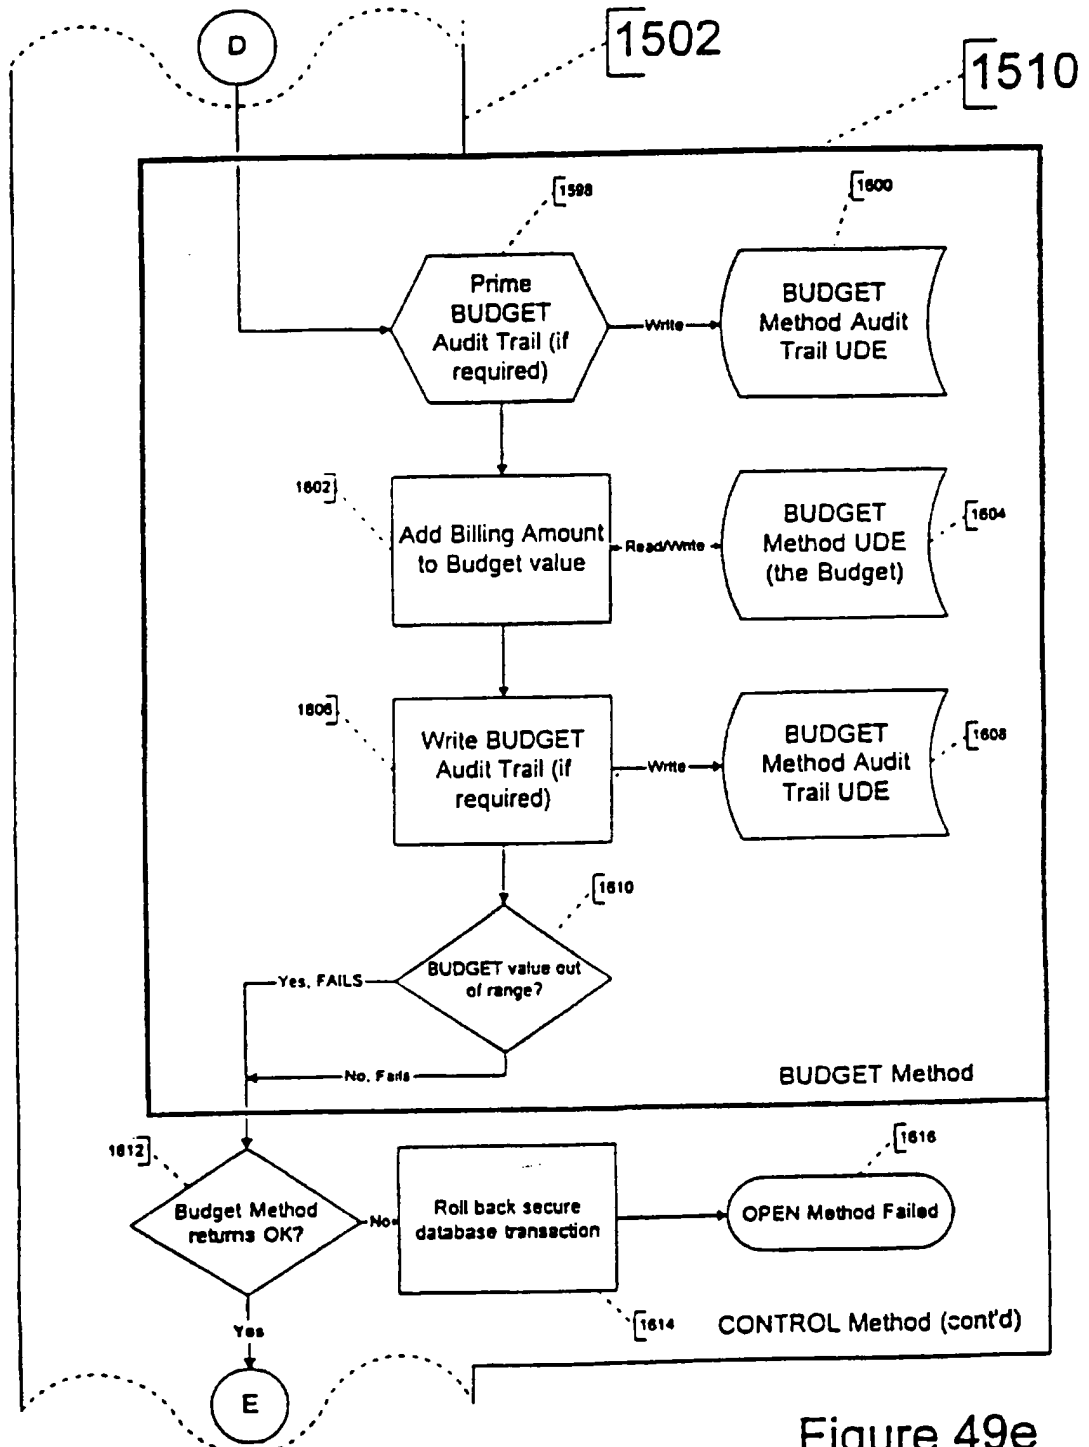 D
1502
1510
1598
1600
Prime
BUDGET
Audit Trail (if
required)
Write
BUDGET
Method Audit
Trail UDE
1602
Add Billing Amount
to Budget value
Read/Write
BUDGET
Method UDE
(the Budget)
1604
1606
Write BUDGET
Audit Trail (if
required)
Write
BUDGET
Method Audit
Trail UDE
1608
1610
BUDGET value out
of range?
Yes, FAILS
No, Fails
BUDGET Method
1612
Budget Method
returns OK?
No
Roll back secure
database transaction
1614
OPEN Method Failed
1616
Yes
CONTROL Method (cont'd)
E
Figure 49e